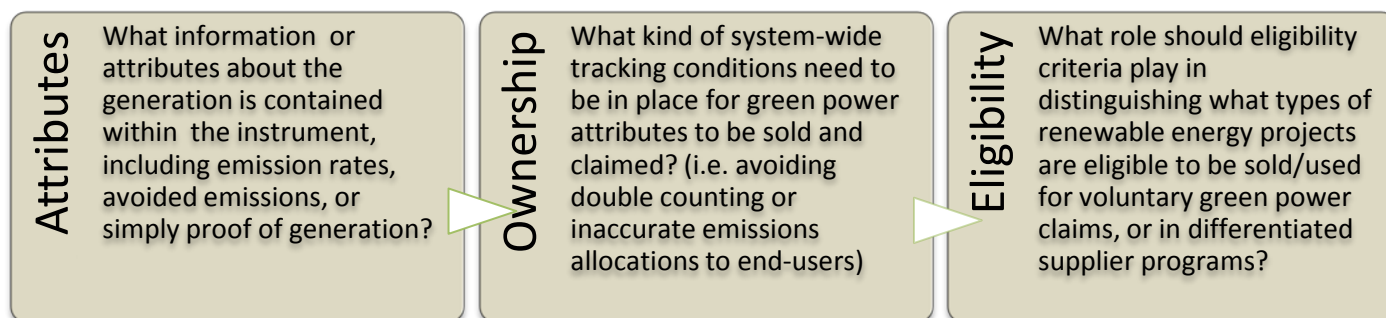 Attributes
What information or
attributes about the
generation is contained
within the instrument,
including emission rates,
avoided emissions, or
simply proof of generation?
Ownership
What kind of system-wide
tracking conditions need to
be in place for green power
attributes to be sold and
claimed? (i.e. avoiding
double counting or
inaccurate emissions
allocations to end-users)
Eligibility
What role should eligibility
criteria play in
distinguishing what types of
renewable energy projects
are eligible to be sold/used
for voluntary green power
claims, or in differentiated
supplier programs?